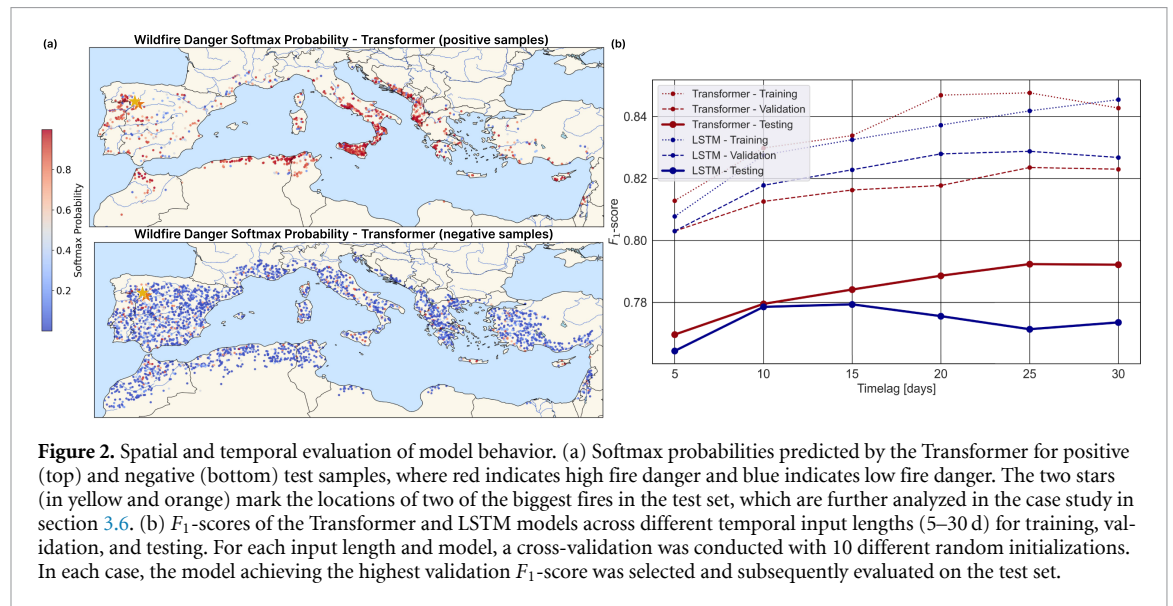 (a)
Wildfire Danger Softmax Probability - Transformer (positive samples)
0.8
0.6
0.4
0.2
Softmax Probability
Wildfire Danger Softmax Probability - Transformer (negative samples)
(b)
Transformer - Training
Transformer - Validation
Transformer - Testing
LSTM - Training
LSTM - Validation
LSTM - Testing
0.84
0.82
0.80
0.78
F₁-score
5
10
15
20
25
30
Timelag [days]
Figure 2. Spatial and temporal evaluation of model behavior. (a) Softmax probabilities predicted by the Transformer for positive
(top) and negative (bottom) test samples, where red indicates high fire danger and blue indicates low fire danger. The two stars
(in yellow and orange) mark the locations of two of the biggest fires in the test set, which are further analyzed in the case study in
section 3.6. (b) F₁-scores of the Transformer and LSTM models across different temporal input lengths (5–30 d) for training, val-
idation, and testing. For each input length and model, a cross-validation was conducted with 10 different random initializations.
In each case, the model achieving the highest validation F₁-score was selected and subsequently evaluated on the test set.